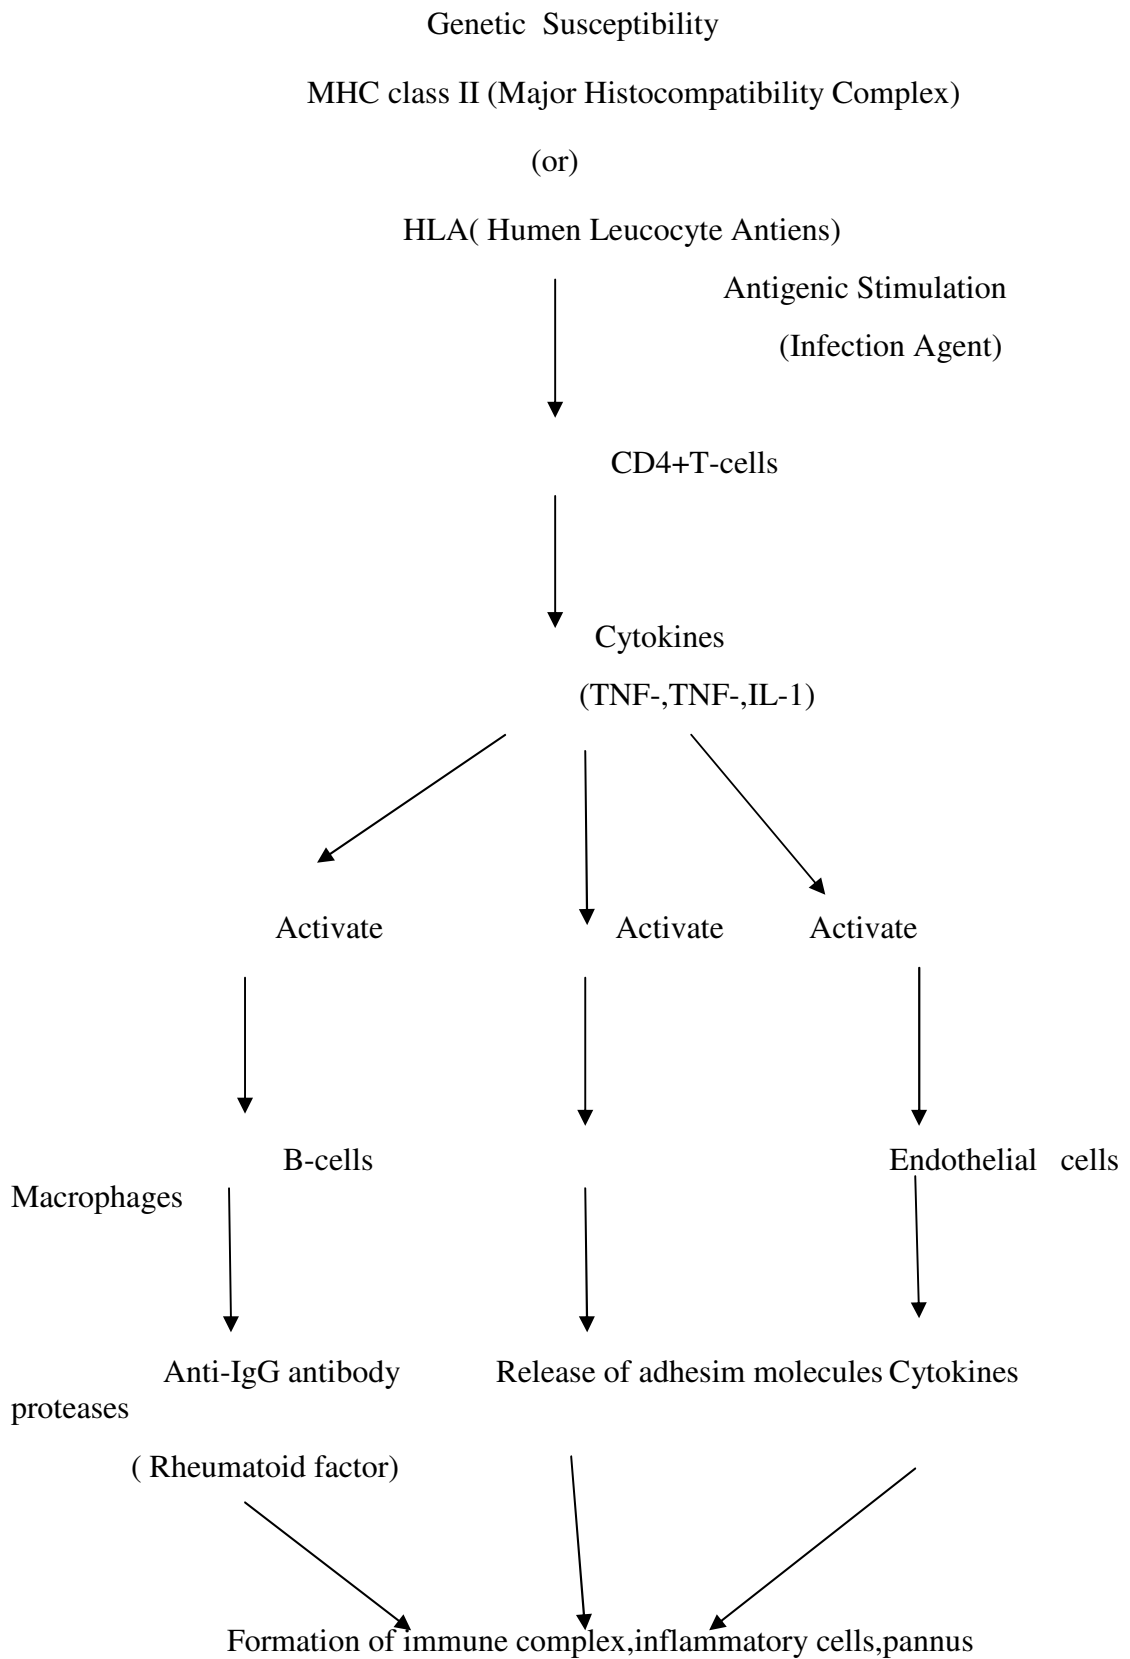 Genetic Susceptibility
MHC class II (Major Histocompatibility Complex)
(or)
HLA( Humen Leucocyte Antiens)
Antigenic Stimulation
(Infection Agent)
CD4+T-cells
Cytokines
(TNF-,TNF-,IL-1)
Activate Activate Activate
B-cells Endothelial cells
Macrophages
Anti-IgG antibody Release of adhesim molecules Cytokines
proteases
( Rheumatoid factor)
Formation of immune complex,inflammatory cells,pannus